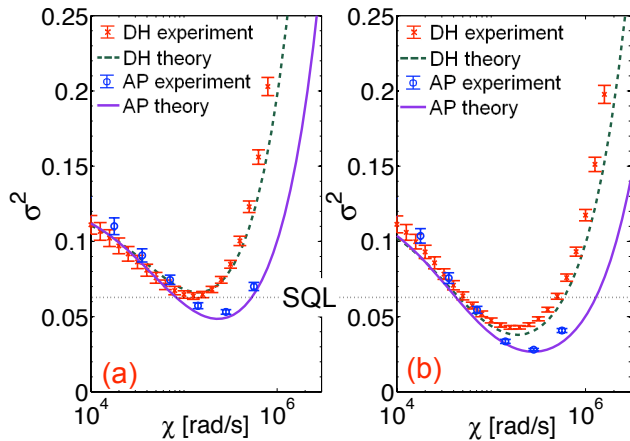 0.25
0.2
0.15
0.1
0.05
0
σ²
DH experiment
DH theory
AP experiment
AP theory
SQL
(a)
10⁴
10⁶
χ [rad/s]
0.25
0.2
0.15
0.1
0.05
0
σ²
DH experiment
DH theory
AP experiment
AP theory
(b)
10⁴
10⁶
χ [rad/s]